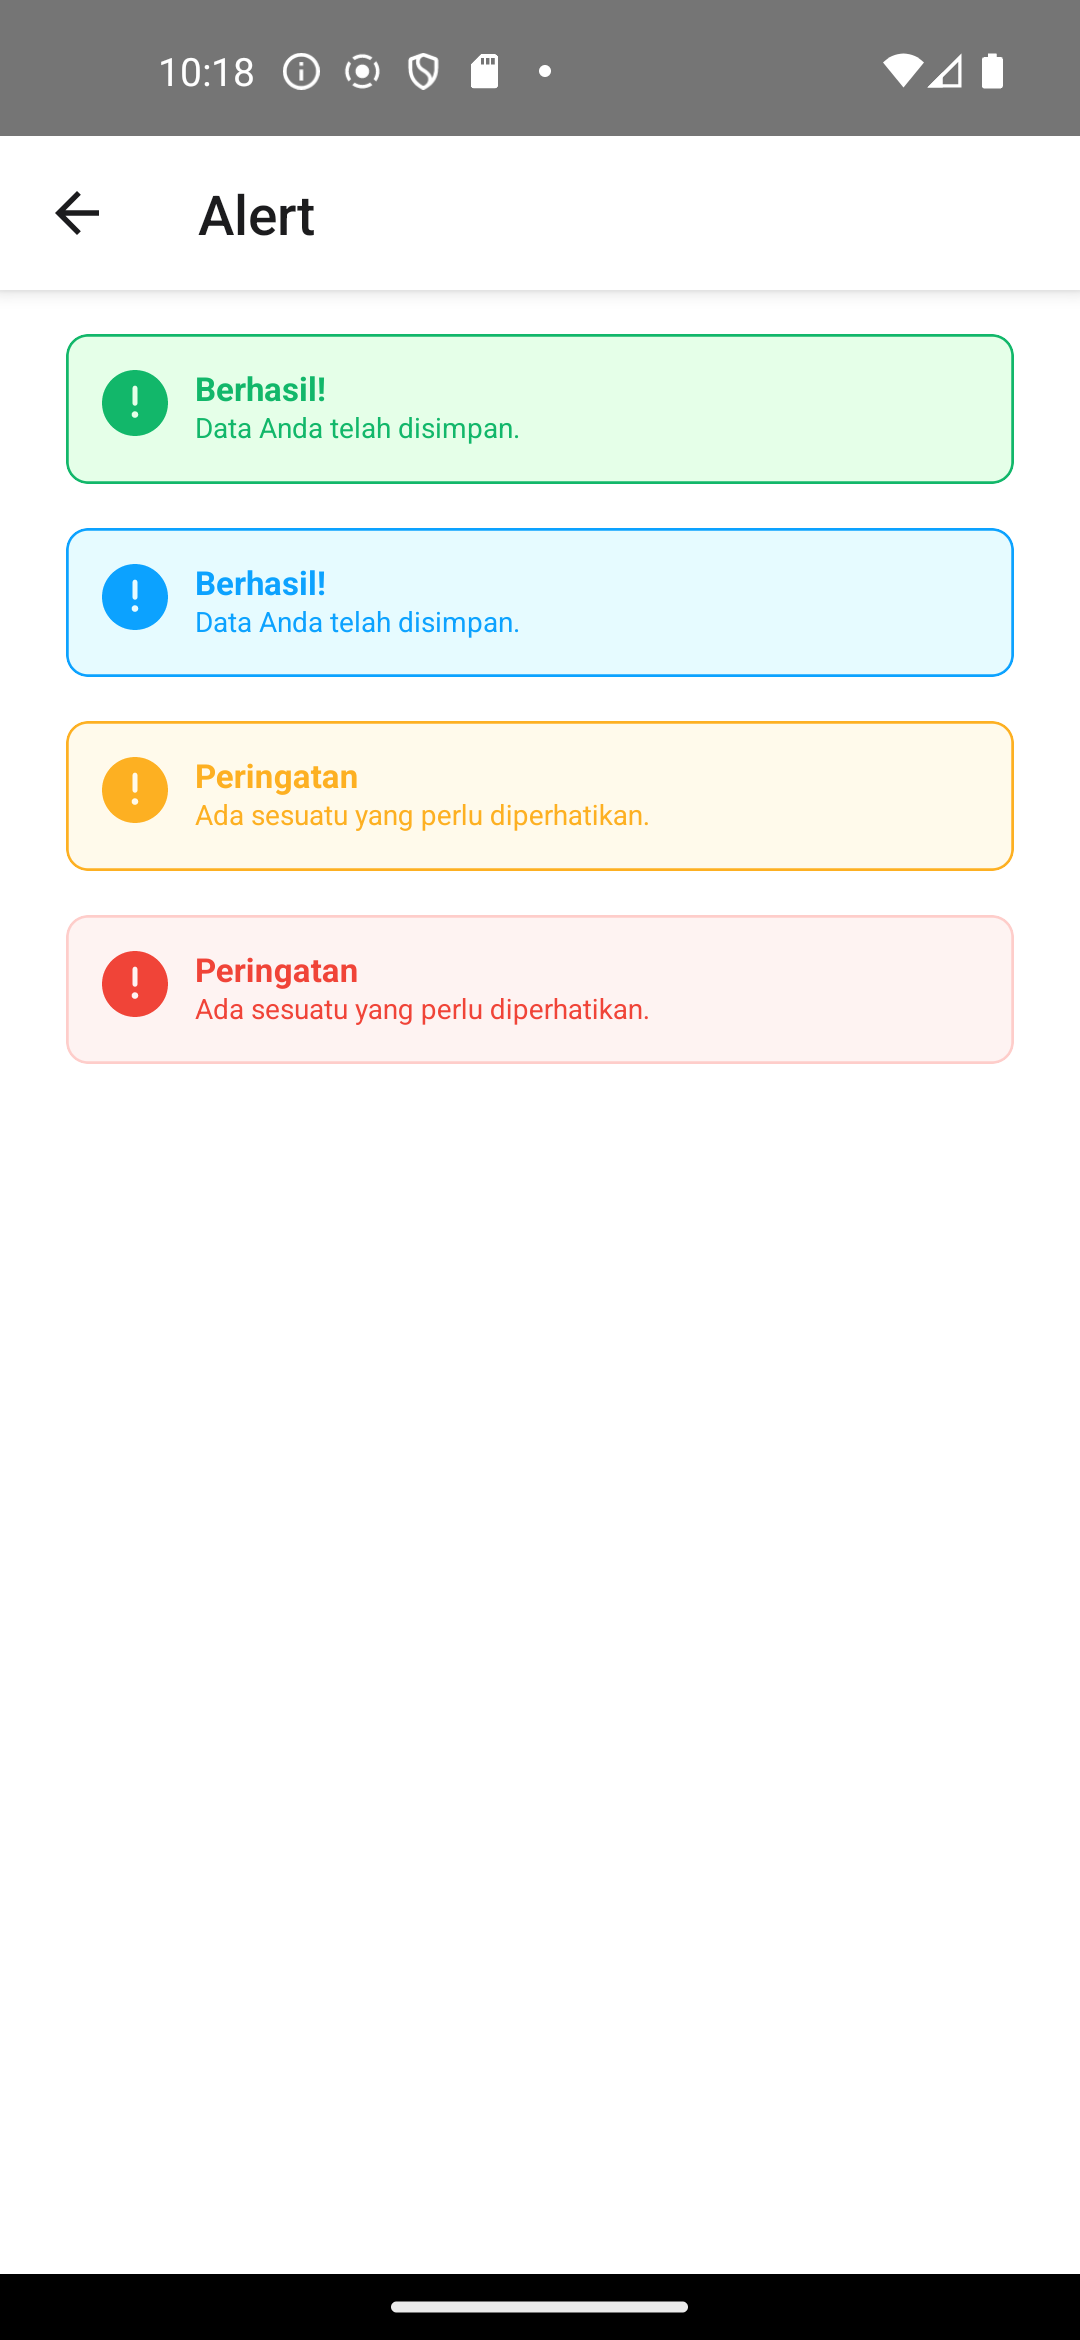 10:18
Alert
Berhasil!
Data Anda telah disimpan.
Berhasil!
Data Anda telah disimpan.
Peringatan
Ada sesuatu yang perlu diperhatikan.
Peringatan
Ada sesuatu yang perlu diperhatikan.